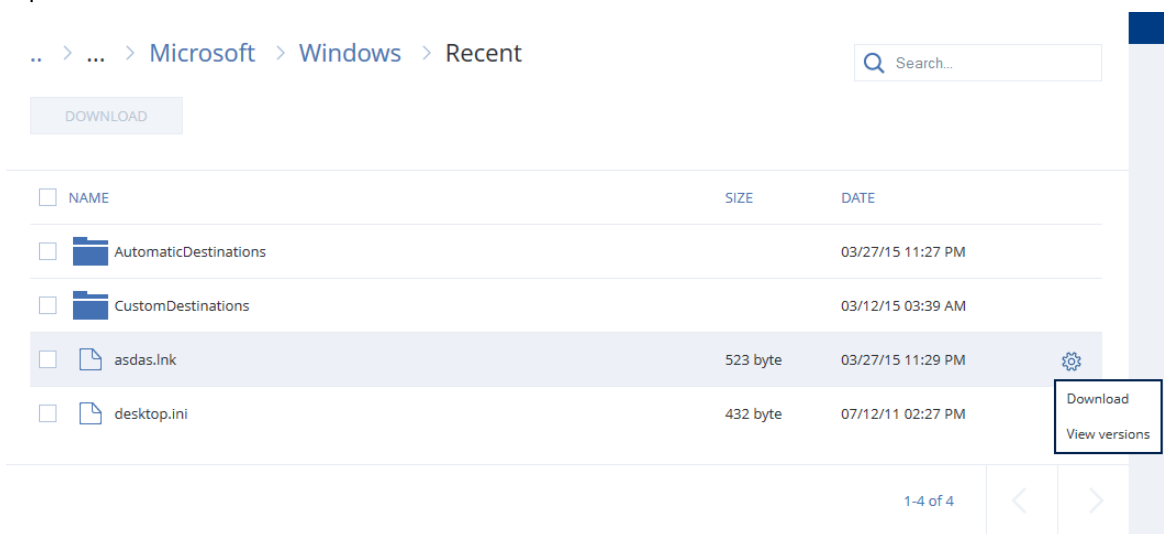 .. > ... > Microsoft > Windows > Recent
Search...
DOWNLOAD
NAME SIZE DATE
AutomaticDestinations 03/27/15 11:27 PM
CustomDestinations 03/12/15 03:39 AM
asdas.lnk 523 byte 03/27/15 11:29 PM
desktop.ini 432 byte 07/12/11 02:27 PM
Download
View versions
1-4 of 4